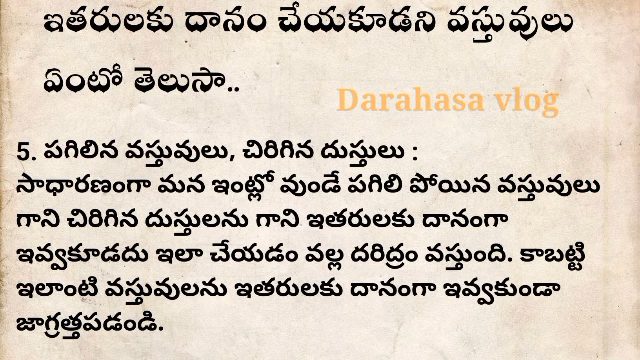 ఇతరులకు దానం చేయకూడని వస్తువులు
ఏంటో తెలుసా..
Darahasa vlog
5. పగిలిన వస్తువులు, చిరిగిన దుస్తులు :
సాధారణంగా మన ఇంట్లో వుండే పగిలి పోయిన వస్తువులు
గాని చిరిగిన దుస్తులను గాని ఇతరులకు దానంగా
ఇవ్వకూడదు ఇలా చేయడం వల్ల దరిద్రం వస్తుంది. కాబట్టి
ఇలాంటి వస్తువులను ఇతరులకు దానంగా ఇవ్వకుండా
జాగ్రత్తపడండి.